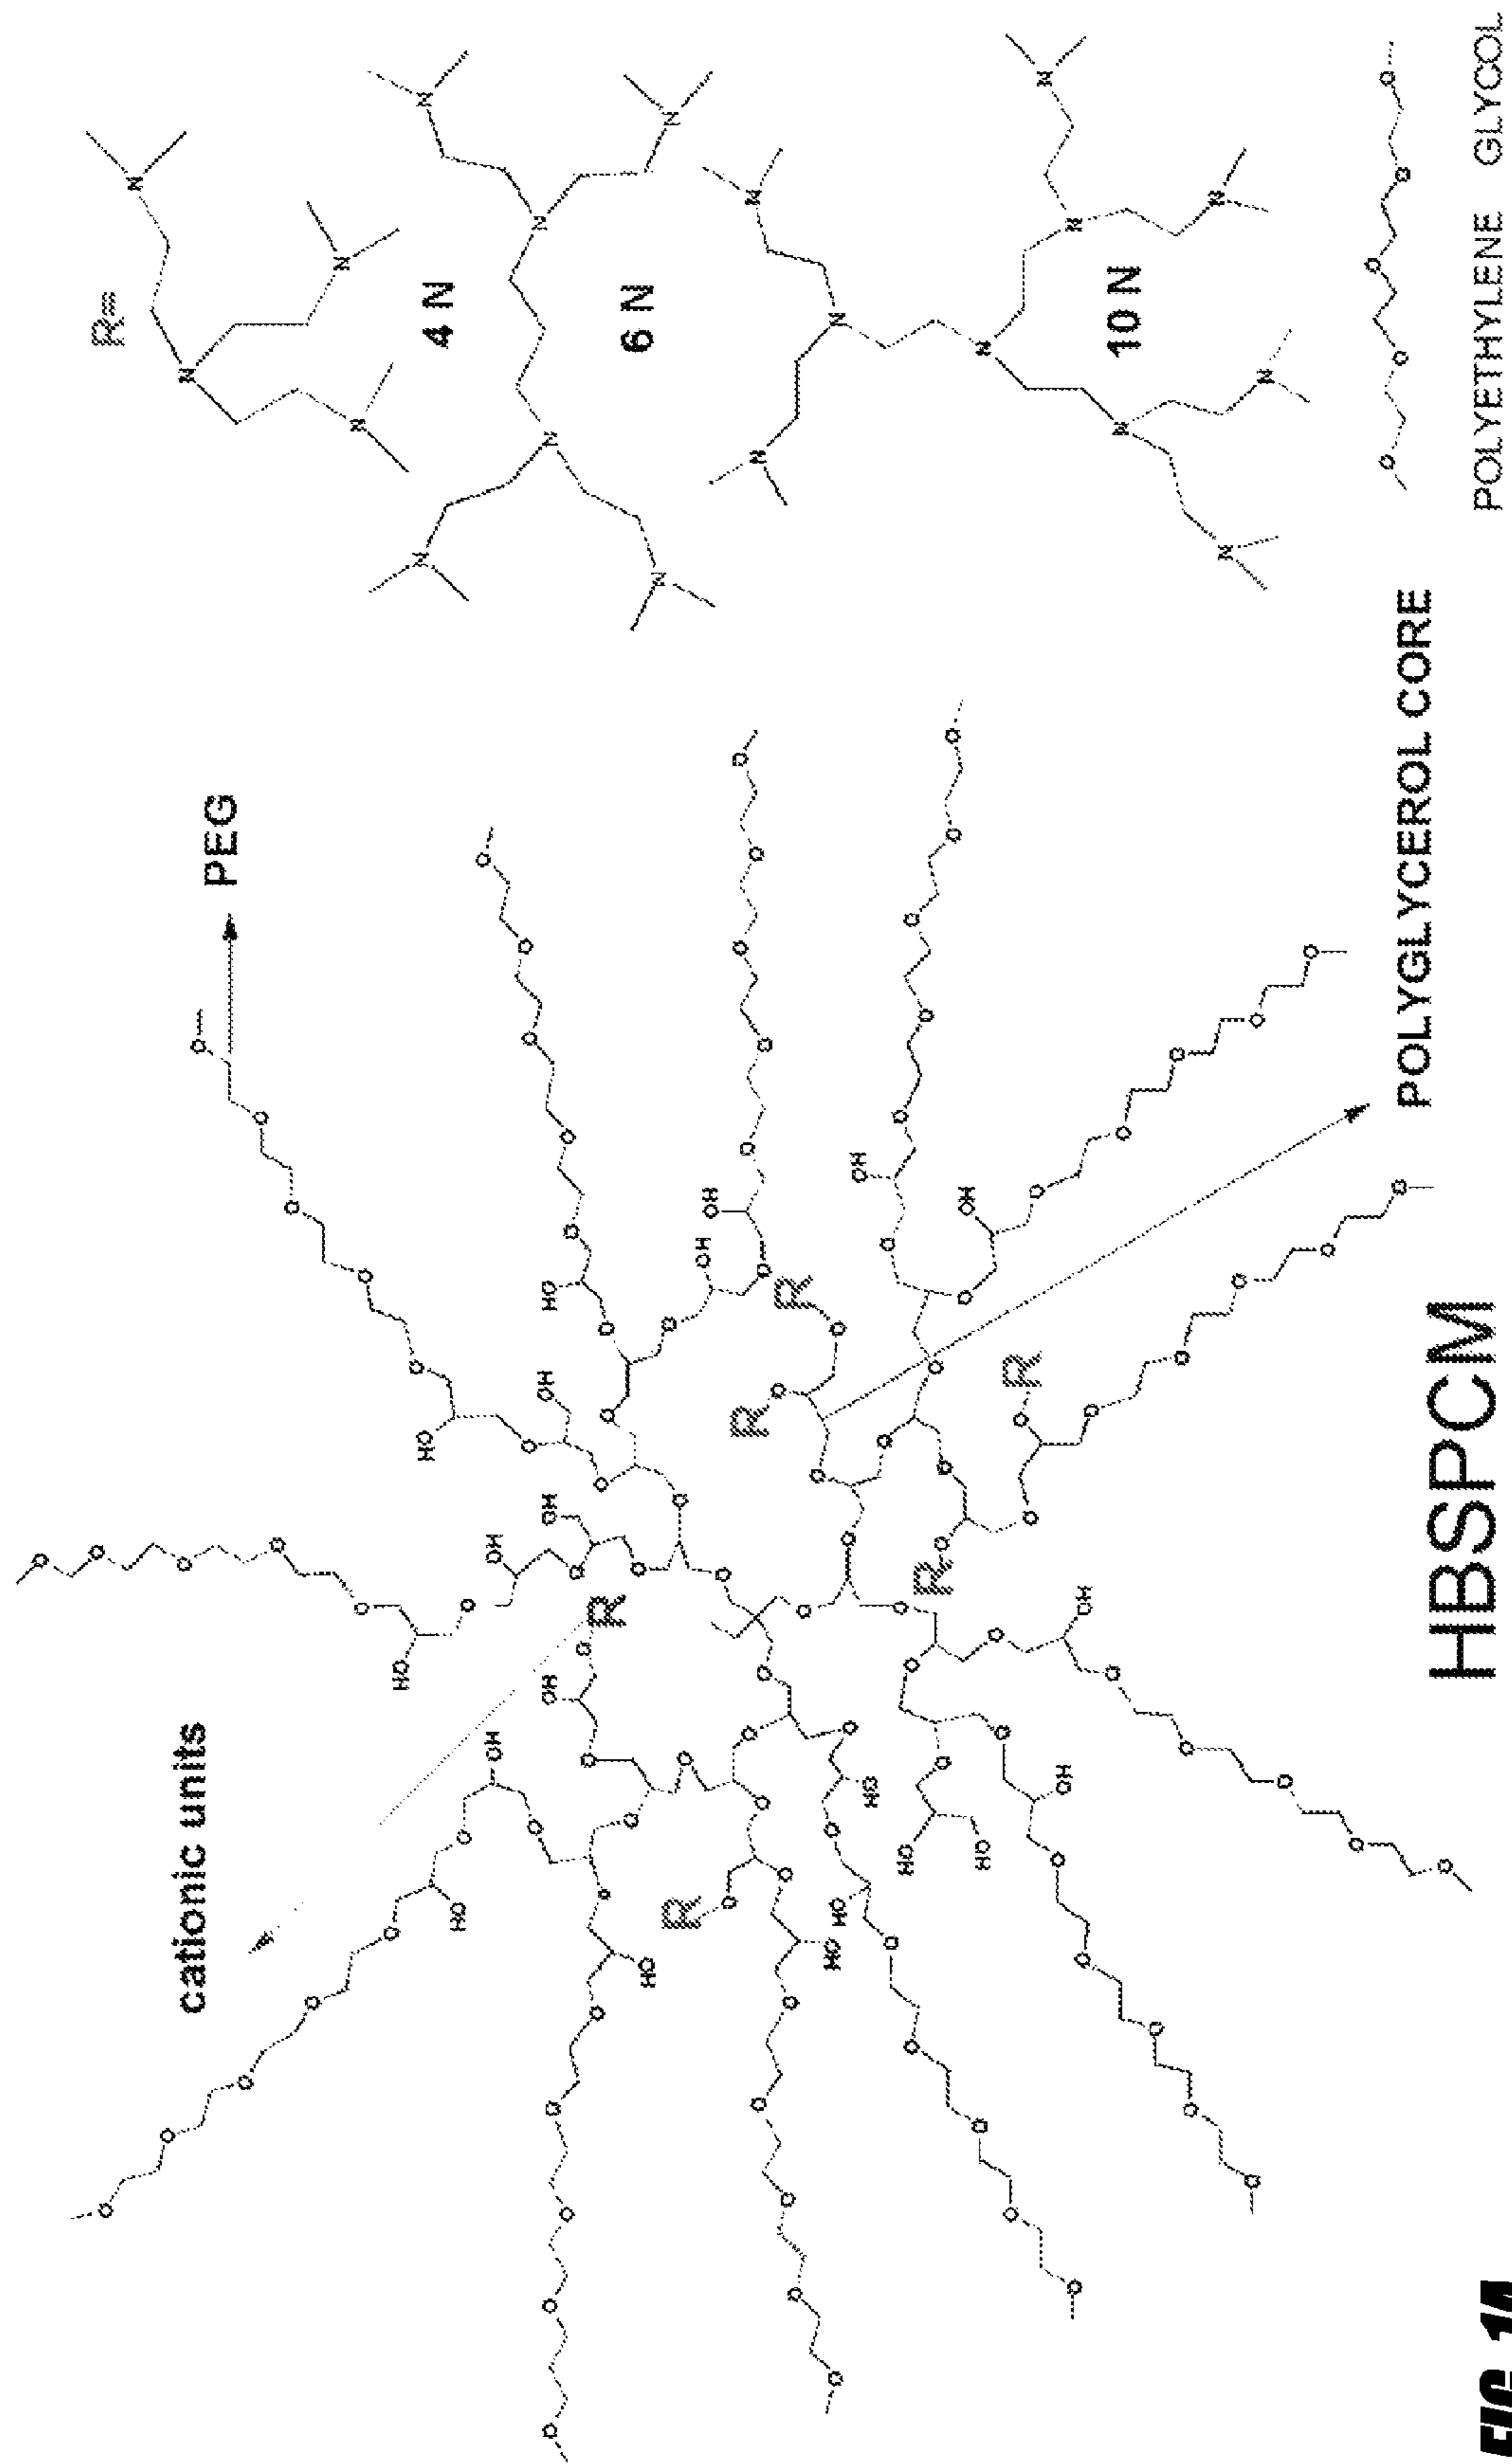 cationic units
PEG
R=
4 N
6 N
10 N
POLYGLYCEROL CORE
POLYETHYLENE GLYCOL
HBSPCM
FIG. 1A